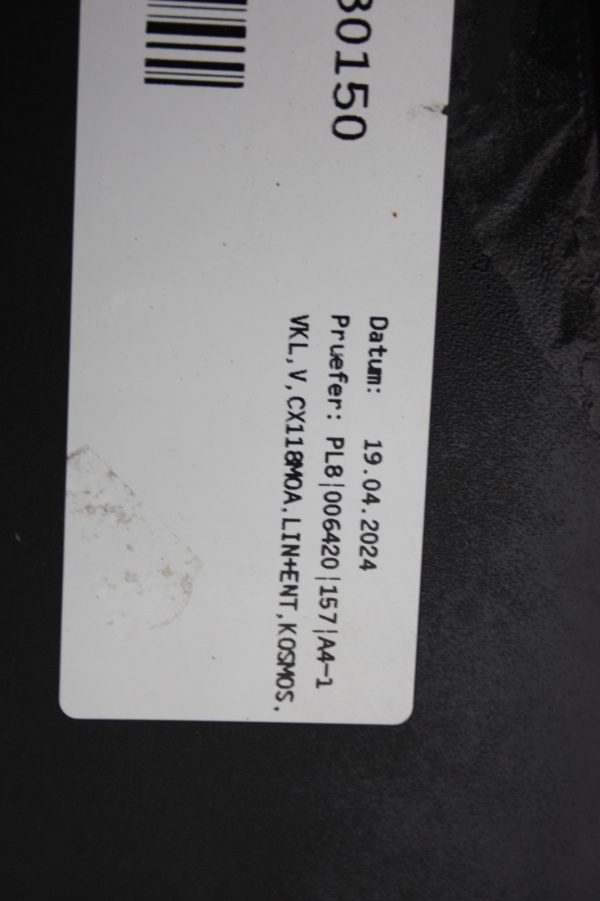 30150
Datum: 19.04.2024
Pruefer: PL8|006420|157|A4-1
VKL,V,CX118MOA,LIN+ENT,KOSMOS,